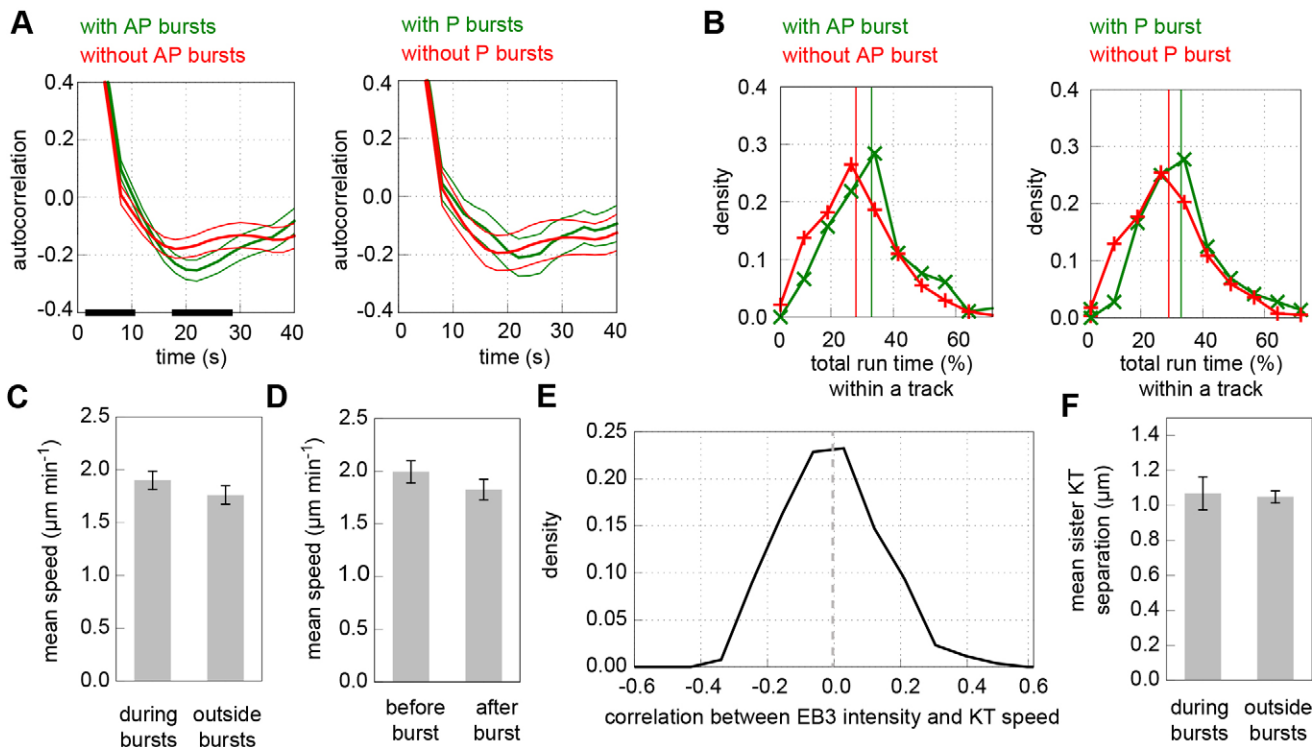 A
with AP bursts
without AP bursts
with P bursts
without P bursts
0.4
0.2
0.0
-0.2
-0.4
autocorrelation
0 10 20 30 40
time (s)
0.4
0.2
0.0
-0.2
-0.4
autocorrelation
0 10 20 30 40
time (s)
B
with AP burst
without AP burst
with P burst
without P burst
0.4
0.3
0.2
0.1
0.0
density
0 20 40 60
total run time (%)
within a track
0.4
0.3
0.2
0.1
0.0
density
0 20 40 60
total run time (%)
within a track
C
2.5
2.0
1.5
1.0
0.5
0.0
mean speed (µm min⁻¹)
during
bursts
outside
bursts
D
2.5
2.0
1.5
1.0
0.5
0.0
mean speed (µm min⁻¹)
before
burst
after
burst
E
0.25
0.20
0.15
0.10
0.05
0.00
density
-0.6 -0.4 -0.2 0.0 0.2 0.4 0.6
correlation between EB3 intensity and KT speed
F
1.4
1.2
1.0
0.8
0.6
0.4
0.2
0.0
mean sister KT
separation (µm)
during
bursts
outside
bursts